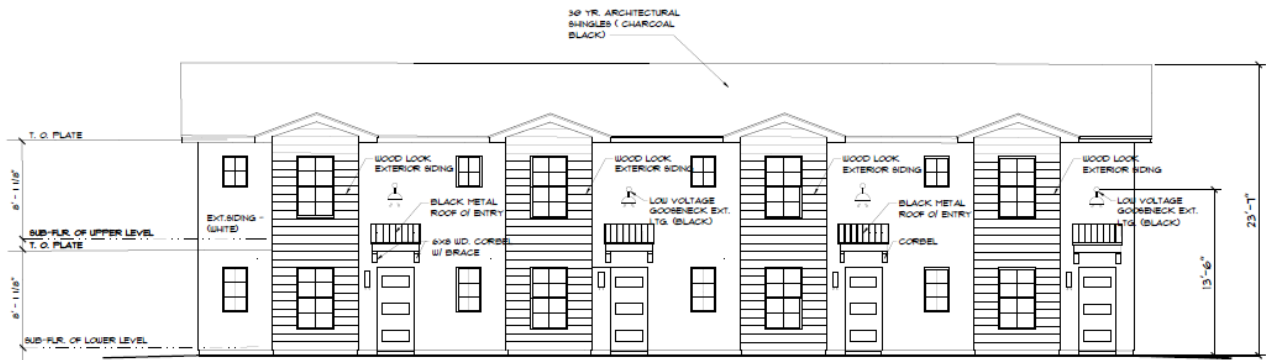 30 YR. ARCHITECTURAL
SHINGLES ( CHARCOAL
BLACK)
T. O. PLATE
8'-1 1/8"
WOOD LOOK
EXTERIOR SIDING
WOOD LOOK
EXTERIOR SIDING
WOOD LOOK
EXTERIOR SIDING
WOOD LOOK
EXTERIOR SIDING
EXT.SIDING -
(WHITE)
BLACK METAL
ROOF O/ ENTRY
LOW VOLTAGE
GOOSENECK EXT.
LTG. (BLACK)
BLACK METAL
ROOF O/ ENTRY
LOW VOLTAGE
GOOSENECK EXT.
LTG. (BLACK)
SUB-FLR. OF UPPER LEVEL
T. O. PLATE
6X8 WD. CORBEL
W/ BRACE
CORBEL
8'-1 1/8"
13'-6"
23'-7"
SUB-FLR. OF LOWER LEVEL